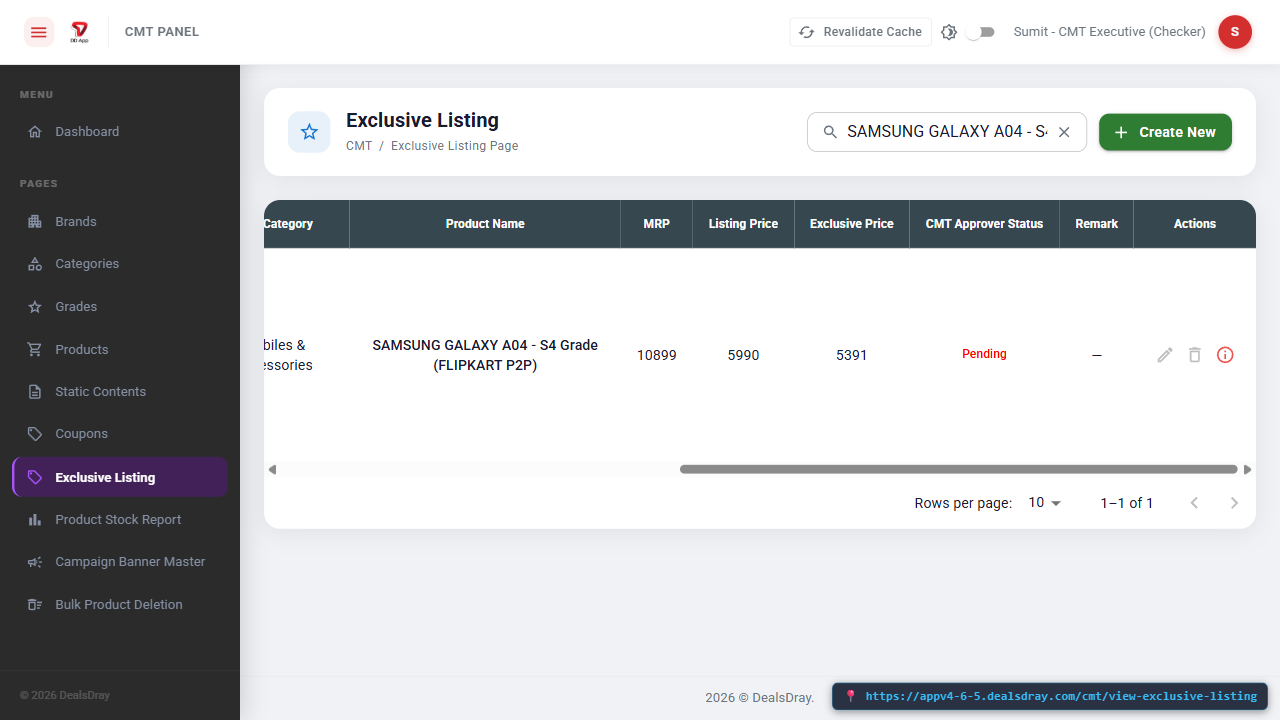 DD App
CMT PANEL
Revalidate Cache
Sumit - CMT Executive (Checker)
S
MENU
Dashboard
PAGES
Brands
Categories
Grades
Products
Static Contents
Coupons
Exclusive Listing
Product Stock Report
Campaign Banner Master
Bulk Product Deletion
© 2026 DealsDray
Exclusive Listing
CMT / Exclusive Listing Page
SAMSUNG GALAXY A04 - S4
Create New
Category
Product Name
MRP
Listing Price
Exclusive Price
CMT Approver Status
Remark
Actions
biles &
essories
SAMSUNG GALAXY A04 - S4 Grade
(FLIPKART P2P)
10899
5990
5391
Pending
—
Rows per page:
10
1–1 of 1
2026 © DealsDray.
https://appv4-6-5.dealsdray.com/cmt/view-exclusive-listing